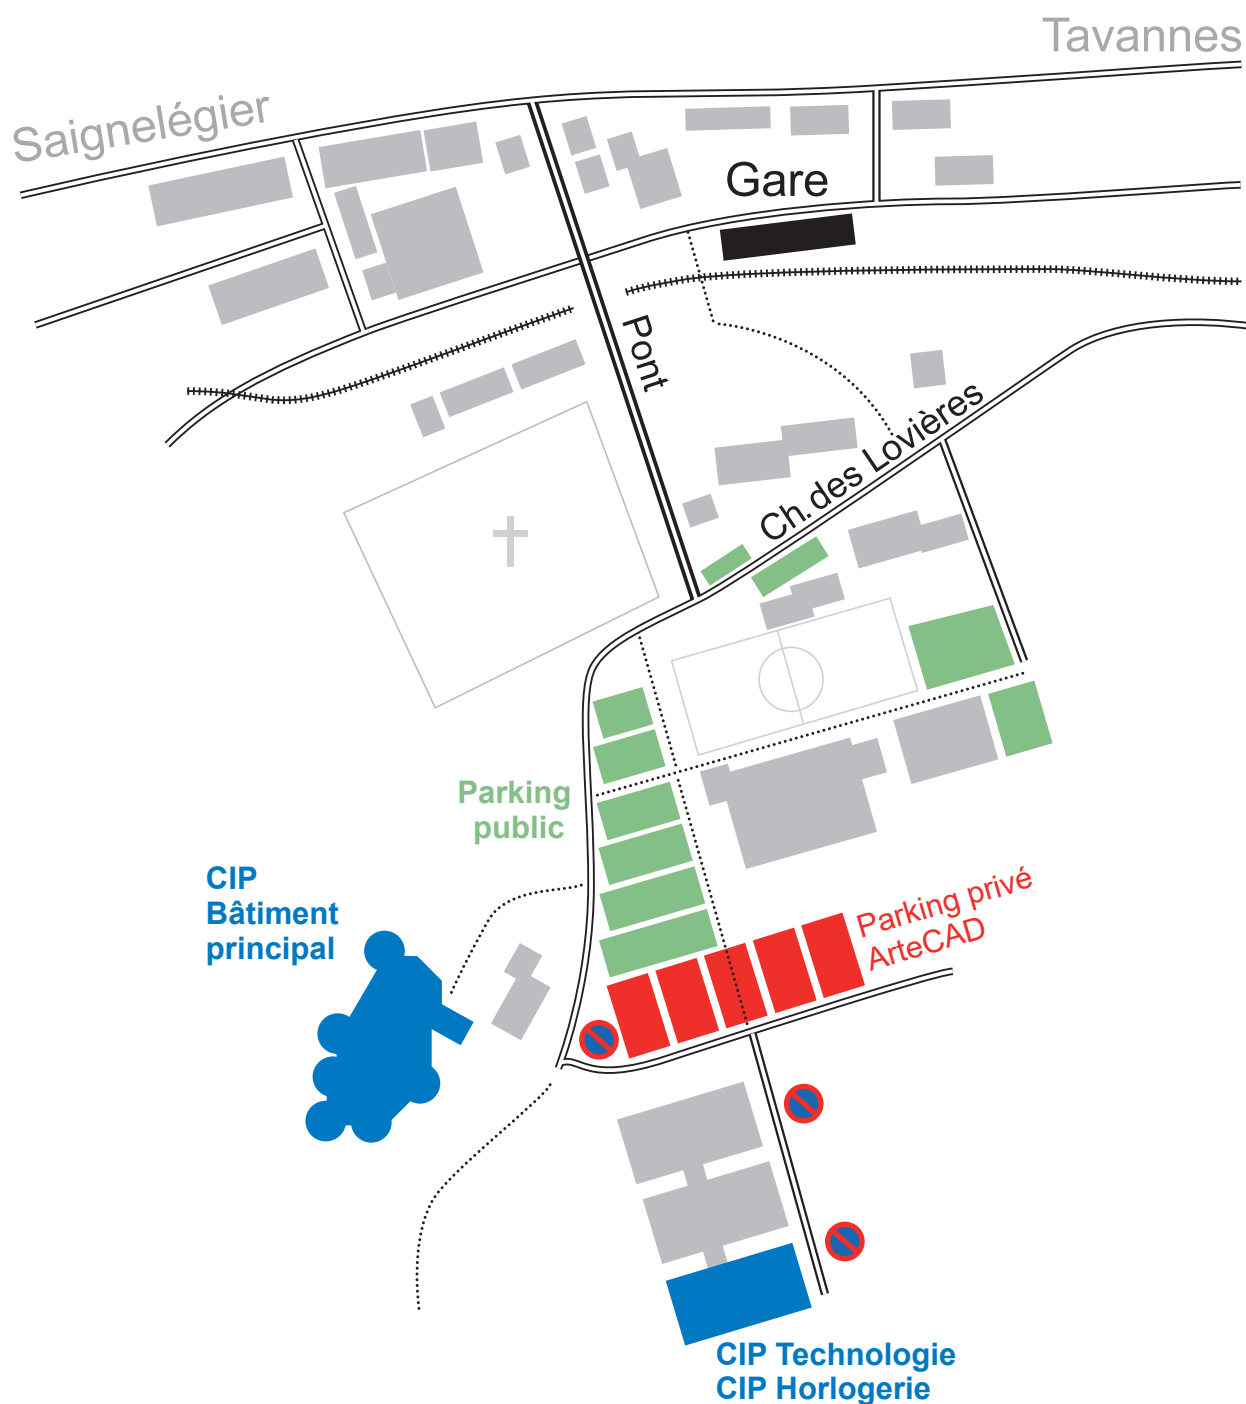 Tavannes
Saignelégier
Gare
Pont
Ch. des Lovières
Parking
public
CIP
Bâtiment
principal
Parking privé
ArteCAD
CIP Technologie
CIP Horlogerie